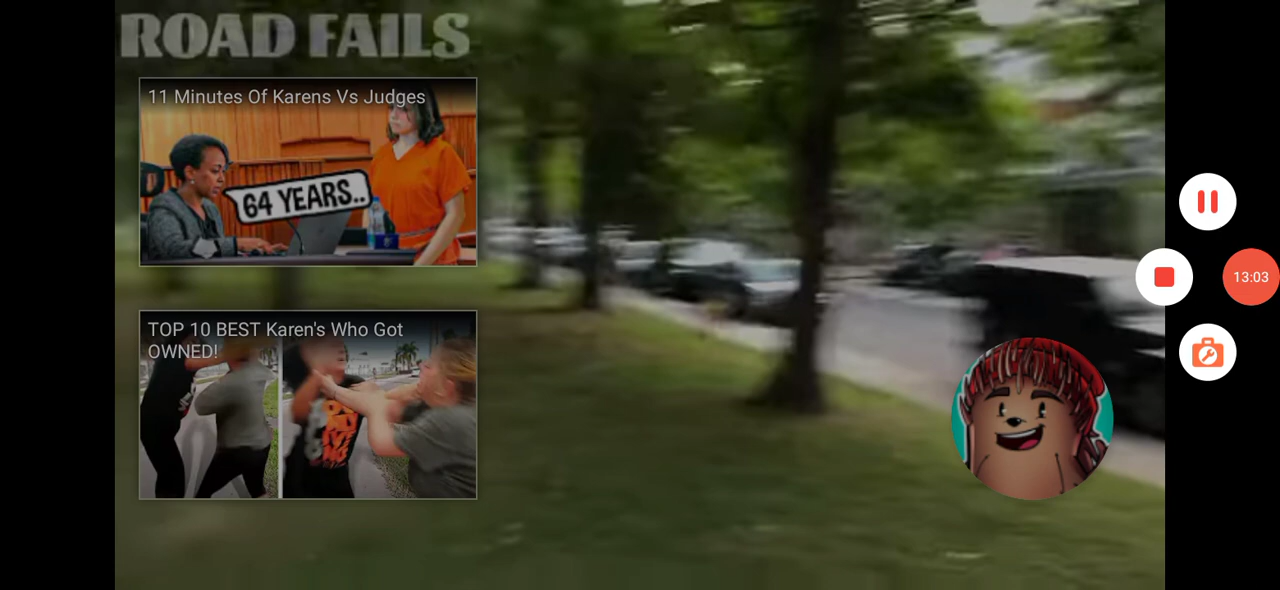 ROAD FAILS
11 Minutes Of Karens Vs Judges
64 YEARS..
TOP 10 BEST Karen's Who Got
OWNED!
13:03